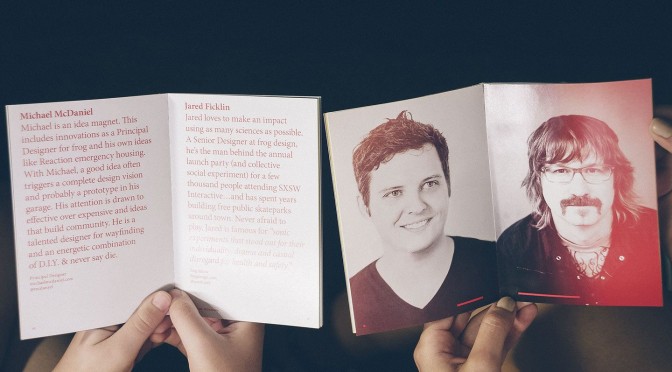 Michael McDaniel
Michael is an idea magnet. This
includes innovations as a Principal
Designer for frog and his own ideas
like Reaction emergency housing.
With Michael, a good idea often
triggers a complete design vision
and probably a prototype in his
garage. His attention is drawn to
effective over expensive and ideas
that build community. He is a
talented designer for wayfinding
and an energetic combination
of D.I.Y. & never say die.
Principal Designer
Jared Ficklin
Jared loves to make an impact
using as many sciences as possible.
A Senior Designer at frog design,
he's the man behind the annual
launch party (and collective
social experiment) for a few
thousand people attending SXSW
Interactive...and has spent years
building free public skateparks
around town. Never afraid to
play, Jared is famous for "sonic
experiments